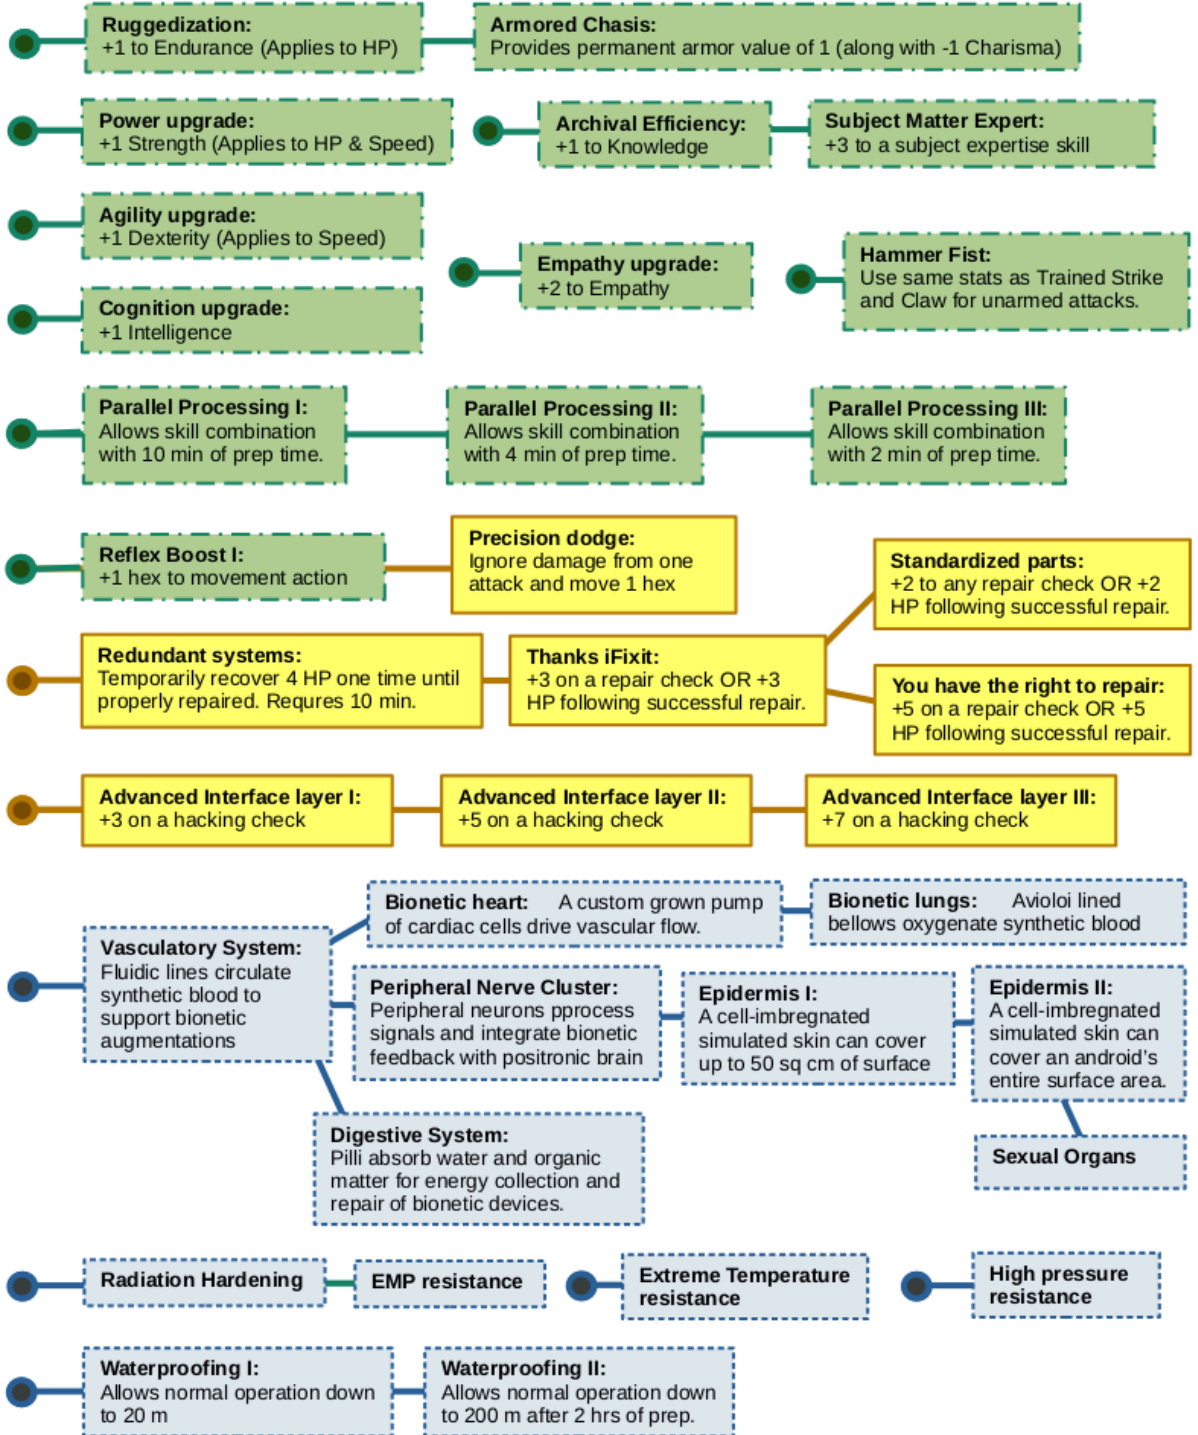 Ruggedization:
+1 to Endurance (Applies to HP)
Armored Chasis:
Provides permanent armor value of 1 (along with -1 Charisma)
Power upgrade:
+1 Strength (Applies to HP & Speed)
Archival Efficiency:
+1 to Knowledge
Subject Matter Expert:
+3 to a subject expertise skill
Agility upgrade:
+1 Dexterity (Applies to Speed)
Empathy upgrade:
+2 to Empathy
Hammer Fist:
Use same stats as Trained Strike
and Claw for unarmed attacks.
Cognition upgrade:
+1 Intelligence
Parallel Processing I:
Allows skill combination
with 10 min of prep time.
Parallel Processing II:
Allows skill combination
with 4 min of prep time.
Parallel Processing III:
Allows skill combination
with 2 min of prep time.
Reflex Boost I:
+1 hex to movement action
Precision dodge:
Ignore damage from one
attack and move 1 hex
Standardized parts:
+2 to any repair check OR +2
HP following successful repair.
Redundant systems:
Temporarily recover 4 HP one time until
properly repaired. Requres 10 min.
Thanks iFixit:
+3 on a repair check OR +3
HP following successful repair.
You have the right to repair:
+5 on a repair check OR +5
HP following successful repair.
Advanced Interface layer I:
+3 on a hacking check
Advanced Interface layer II:
+5 on a hacking check
Advanced Interface layer III:
+7 on a hacking check
Bionetic heart: A custom grown pump
of cardiac cells drive vascular flow.
Bionetic lungs: Avioloi lined
bellows oxygenate synthetic blood
Vasculatory System:
Fluidic lines circulate
synthetic blood to
support bionetic
augmentations
Peripheral Nerve Cluster:
Peripheral neurons pprocess
signals and integrate bionetic
feedback with positronic brain
Epidermis I:
A cell-imbregnated
simulated skin can cover
up to 50 sq cm of surface
Epidermis II:
A cell-imbregnated
simulated skin can
cover an android's
entire surface area.
Digestive System:
Pilli absorb water and organic
matter for energy collection and
repair of bionetic devices.
Sexual Organs
Radiation Hardening
EMP resistance
Extreme Temperature
resistance
High pressure
resistance
Waterproofing I:
Allows normal operation down
to 20 m
Waterproofing II:
Allows normal operation down
to 200 m after 2 hrs of prep.